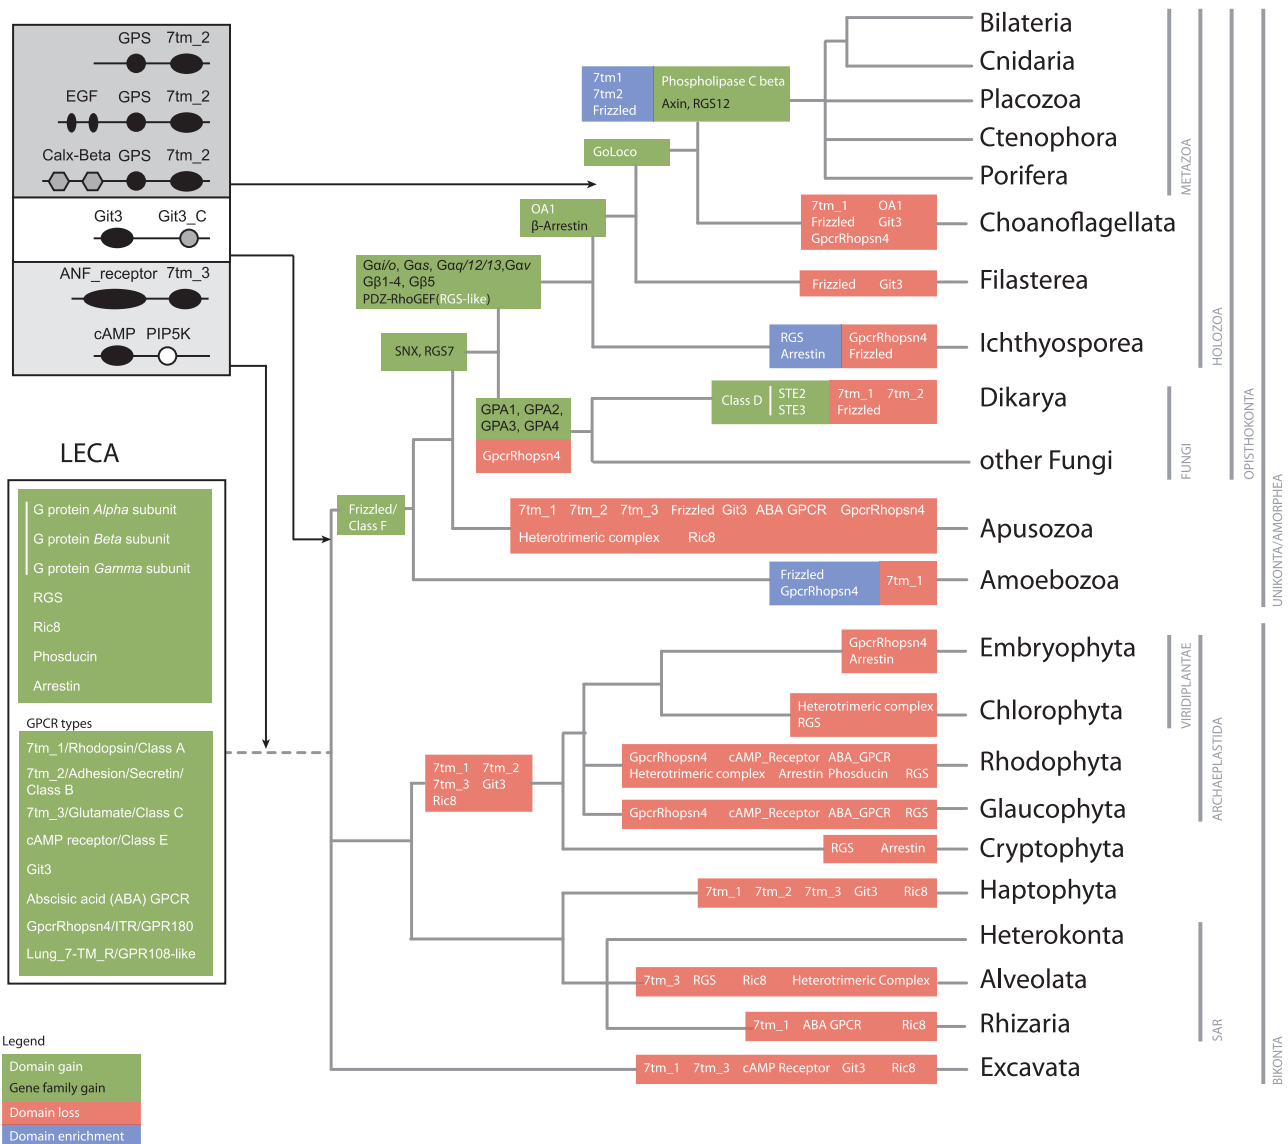 GPS 7tm_2
EGF GPS 7tm_2
Calx-Beta GPS 7tm_2
Git3 Git3_C
ANF_receptor 7tm_3
cAMP PIP5K
LECA
G protein Alpha subunit
G protein Beta subunit
G protein Gamma subunit
RGS
Ric8
Phosducin
Arrestin
GPCR types
7tm_1/Rhodopsin/Class A
7tm_2/Adhesion/Secretin/
Class B
7tm_3/Glutamate/Class C
cAMP receptor/Class E
Git3
Abscisic acid (ABA) GPCR
GpcrRhopsn4/ITR/GPR180
Lung_7-TM_R/GPR108-like
Legend
Domain gain
Gene family gain
Domain loss
Domain enrichment
7tm1
7tm2
Frizzled
Phospholipase C beta
Axin, RGS12
GoLoco
OA1
β-Arrestin
Gαi/o, Gαs, Gαq/12/13,Gαv
Gβ1-4, Gβ5
PDZ-RhoGEF(RGS-like)
SNX, RGS7
GPA1, GPA2,
GPA3, GPA4
GpcrRhopsn4
Frizzled/
Class F
7tm_1 7tm_2
7tm_3 Git3
Ric8
Bilateria
Cnidaria
Placozoa
Ctenophora
Porifera
7tm_1 OA1
Frizzled Git3
GpcrRhopsn4
Choanoflagellata
Frizzled Git3
Filasterea
RGS
Arrestin
GpcrRhopsn4
Frizzled
Ichthyosporea
Class D
STE2
STE3
7tm_1 7tm_2
Frizzled
Dikarya
other Fungi
7tm_1 7tm_2 7tm_3 Frizzled Git3 ABA GPCR GpcrRhopsn4
Heterotrimeric complex Ric8
Apusozoa
Frizzled
GpcrRhopsn4
7tm_1
Amoebozoa
GpcrRhopsn4
Arrestin
Embryophyta
Heterotrimeric complex
RGS
Chlorophyta
GpcrRhopsn4 cAMP_Receptor ABA_GPCR
Heterotrimeric complex Arrestin Phosducin RGS
Rhodophyta
GpcrRhopsn4 cAMP_Receptor ABA_GPCR RGS
Glaucophyta
RGS Arrestin
Cryptophyta
7tm_1 7tm_2 7tm_3 Git3 Ric8
Haptophyta
Heterokonta
7tm_3 RGS Ric8 Heterotrimeric Complex
Alveolata
7tm_1 ABA GPCR Ric8
Rhizaria
7tm_1 7tm_3 cAMP Receptor Git3 Ric8
Excavata
METAZOA
HOLOZOA
FUNGI
OPISTHOKONTA
UNIKONTA/AMORPHEA
VIRIDIPLANTAE
ARCHAEPLASTIDA
SAR
BIKONTA